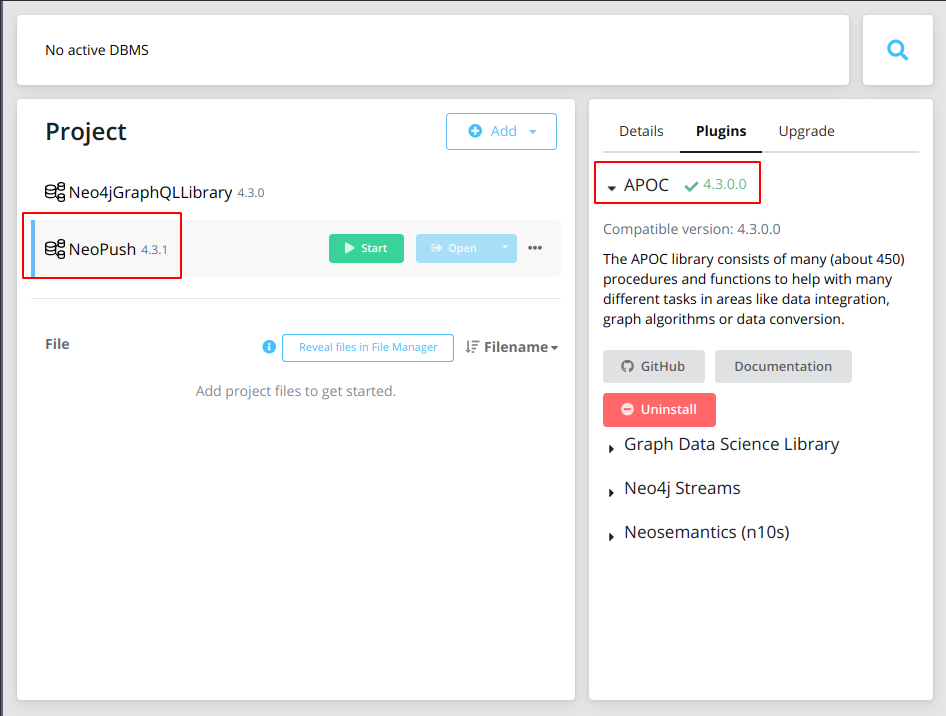 No active DBMS
Project
Add
Neo4jGraphQLLibrary 4.3.0
NeoPush 4.3.1
Start
Open
File
Reveal files in File Manager
Filename
Add project files to get started.
Details
Plugins
Upgrade
APOC
4.3.0.0
Compatible version: 4.3.0.0
The APOC library consists of many (about 450)
procedures and functions to help with many
different tasks in areas like data integration,
graph algorithms or data conversion.
GitHub
Documentation
Uninstall
Graph Data Science Library
Neo4j Streams
Neosemantics (n10s)